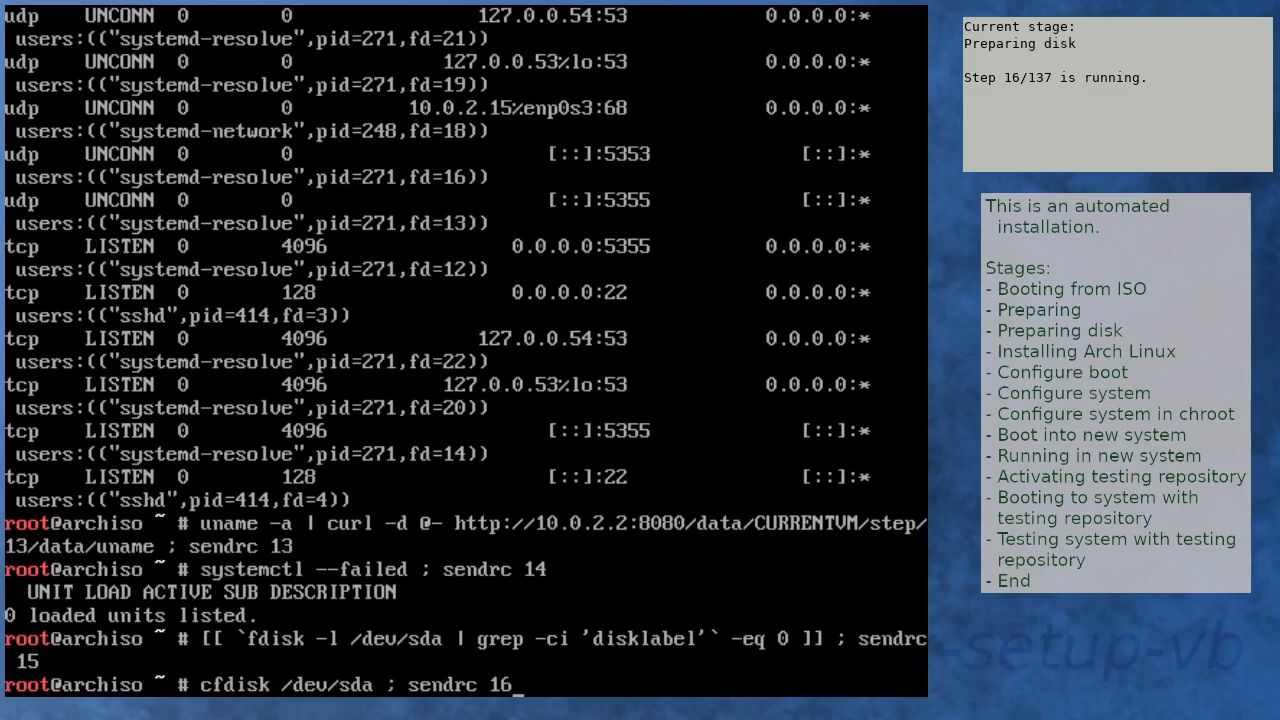 udp    UNCONN  0        0                127.0.0.54:53            0.0.0.0:*
 users:(("systemd-resolve",pid=271,fd=21))
udp    UNCONN  0        0             127.0.0.53%lo:53            0.0.0.0:*
 users:(("systemd-resolve",pid=271,fd=19))
udp    UNCONN  0        0          10.0.2.15%enp0s3:68            0.0.0.0:*
 users:(("systemd-network",pid=248,fd=18))
udp    UNCONN  0        0                      [::]:5353             [::]:*
 users:(("systemd-resolve",pid=271,fd=16))
udp    UNCONN  0        0                      [::]:5355             [::]:*
 users:(("systemd-resolve",pid=271,fd=13))
tcp    LISTEN  0        4096                0.0.0.0:5355          0.0.0.0:*
 users:(("systemd-resolve",pid=271,fd=12))
tcp    LISTEN  0        128                 0.0.0.0:22            0.0.0.0:*
 users:(("sshd",pid=414,fd=3))
tcp    LISTEN  0        4096             127.0.0.54:53            0.0.0.0:*
 users:(("systemd-resolve",pid=271,fd=22))
tcp    LISTEN  0        4096          127.0.0.53%lo:53            0.0.0.0:*
 users:(("systemd-resolve",pid=271,fd=20))
tcp    LISTEN  0        4096                   [::]:5355             [::]:*
 users:(("systemd-resolve",pid=271,fd=14))
tcp    LISTEN  0        128                    [::]:22               [::]:*
 users:(("sshd",pid=414,fd=4))
root@archiso ~ # uname -a | curl -d @- http://10.0.2.2:8080/data/CURRENTVM/step/
13/data/uname ; sendrc 13
root@archiso ~ # systemctl --failed ; sendrc 14
  UNIT LOAD ACTIVE SUB DESCRIPTION
0 loaded units listed.
root@archiso ~ # [[ `fdisk -l /dev/sda | grep -ci 'disklabel'` -eq 0 ]] ; sendrc
 15
root@archiso ~ # cfdisk /dev/sda ; sendrc 16_
Current stage:
Preparing disk
Step 16/137 is running.
This is an automated
installation.
Stages:
- Booting from ISO
- Preparing
- Preparing disk
- Installing Arch Linux
- Configure boot
- Configure system
- Configure system in chroot
- Boot into new system
- Running in new system
- Activating testing repository
- Booting to system with
testing repository
- Testing system with testing
repository
- End
-setup-vb